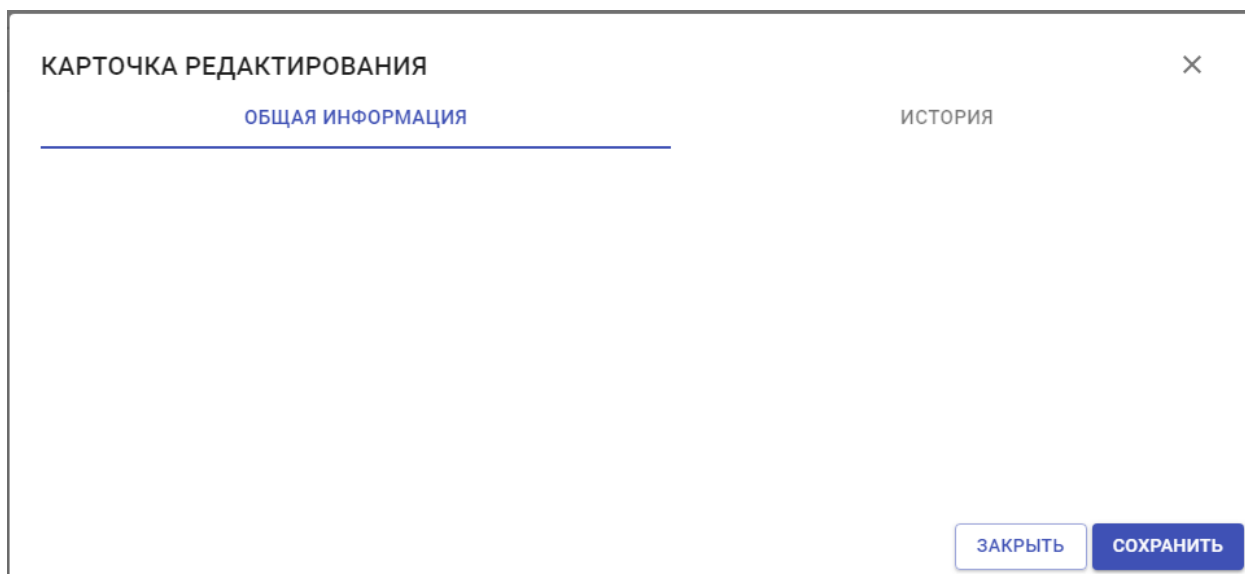 КАРТОЧКА РЕДАКТИРОВАНИЯ
ОБЩАЯ ИНФОРМАЦИЯ ИСТОРИЯ
ЗАКРЫТЬ СОХРАНИТЬ